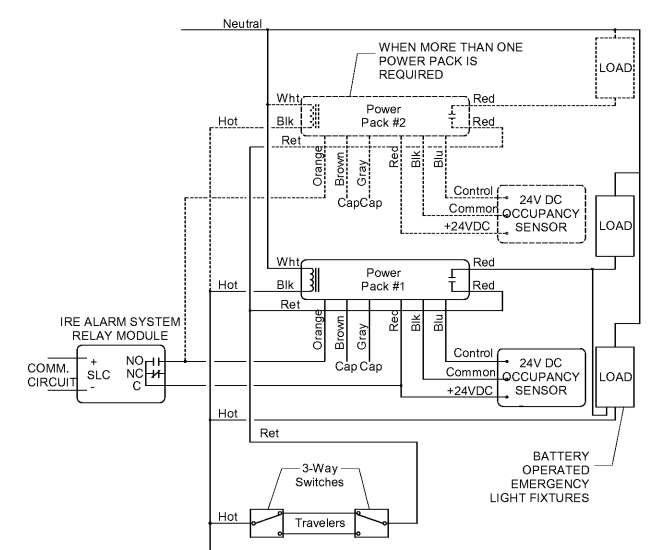 Neutral
WHEN MORE THAN ONE
POWER PACK IS
REQUIRED
LOAD
Wht
Power
Pack #2
Red
Hot
Blk
Red
Ret
Orange
Brown
Gray
Red
Blk
Blu
CapCap
Control
Common
+24VDC
24V DC
OCCUPANCY
SENSOR
LOAD
Wht
Power
Pack #1
Red
Hot
Blk
Red
Ret
Orange
Brown
Gray
Red
Blk
Blu
Cap Cap
Control
Common
+24VDC
24V DC
OCCUPANCY
SENSOR
LOAD
IRE ALARM SYSTEM
RELAY MODULE
COMM.
CIRCUIT
+
SLC
-
NO
NC
C
Hot
Ret
BATTERY
OPERATED
EMERGENCY
LIGHT FIXTURES
3-Way
Switches
Hot
Travelers